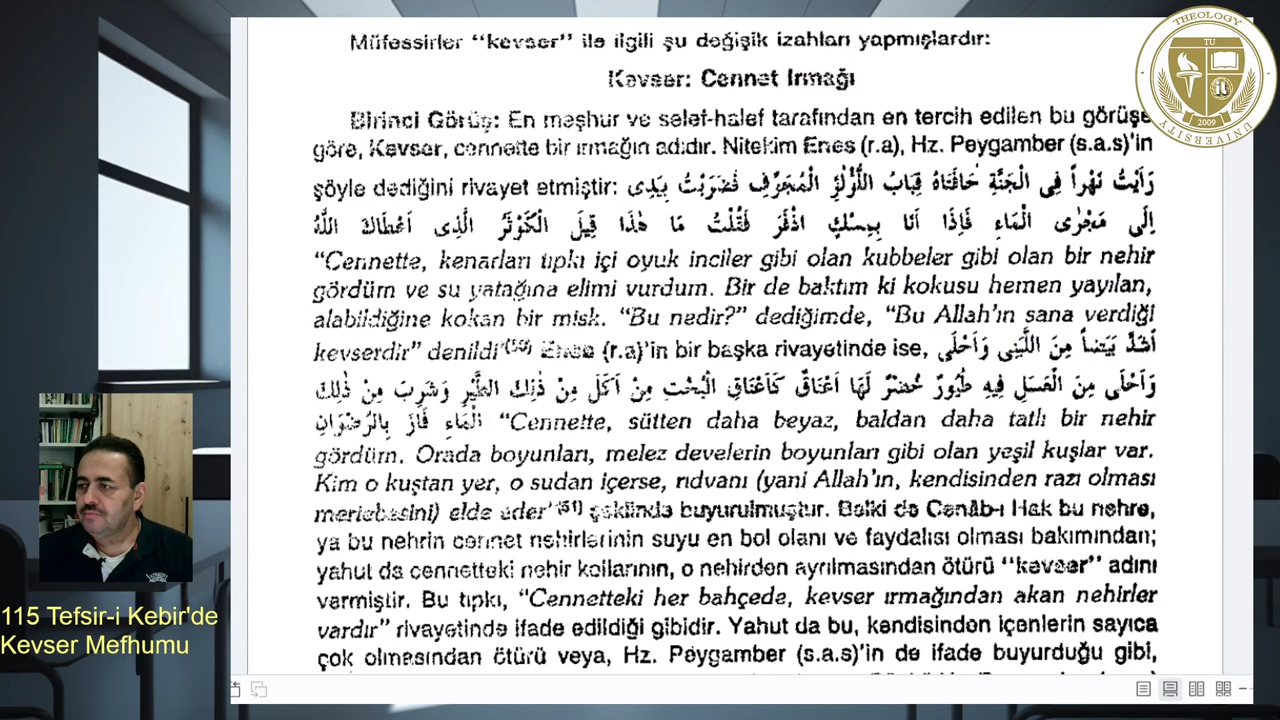 Müfessirler "kevser" ile ilgili şu değişik izahları yapmışlardır:
Kevser: Cennet Irmağı
Birinci Görüş: En meşhur ve selef-halef tarafından en tercih edilen bu görüşe
göre, Kevser, cennette bir ırmağın adıdır. Nitekim Enes (r.a), Hz. Peygamber (s.a.s)'in
şöyle dediğini rivayet etmiştir: رَاَيْتُ نَهْراً فِى الْجَنَّةِ حَافَتَاهُ قِبَابُ اللُّؤْلُؤِ الْمُجَرَّفِ فَضَرَبْتُ بِيَدِى
اِلَى مَجْرَى الْمَاءِ فَاِذَا اَنَا بِمِسْكٍ اَذْفَرَ فَقُلْتُ مَا هٰذَا قِيلَ الْكَوْثَرُ الَّذِى اَعْطَاكَ اللّٰهُ
"Cennette, kenarları tıpkı içi oyuk inciler gibi olan kubbeler gibi olan bir nehir
gördüm ve su yatağına elimi vurdum. Bir de baktım ki kokusu hemen yayılan,
alabildiğine kokan bir misk. "Bu nedir?" dediğimde, "Bu Allah'ın sana verdiği
kevserdir" denildi" Enes (r.a)'in bir başka rivayetinde ise, اَشَدُّ بَيَاضاً مِنَ اللَّبَنِ وَاَحْلَى
وَاَحْلَى مِنَ الْعَسَلِ فِيهِ طُيُورٌ خُضْرٌ لَهَا اَعْنَاقٌ كَاَعْنَاقِ الْبُخْتِ مِنْ اَكَلَ مِنْ ذٰلِكَ الطَّيْرِ وَشَرِبَ مِنْ ذٰلِكَ
الْمَاءِ فَازَ بِالرِّضْوَانِ "Cennette, sütten daha beyaz, baldan daha tatlı bir nehir
gördüm. Orada boyunları, melez develerin boyunları gibi olan yeşil kuşlar var.
Kim o kuştan yer, o sudan içerse, rıdvanı (yani Allah'ın, kendisinden razı olması
mertebesini) elde eder"(51) şeklinde buyurulmuştur. Belki de Cenâb-ı Hak bu nehre,
ya bu nehrin cennet nehirlerinin suyu en bol olanı ve faydalısı olması bakımından;
yahut da cennetteki nehir kollarının, o nehirden ayrılmasından ötürü "kevser" adını
vermiştir. Bu tıpkı, "Cennetteki her bahçede, kevser ırmağından akan nehirler
vardır" rivayetinde ifade edildiği gibidir. Yahut da bu, kendisinden içenlerin sayıca
çok olmasından ötürü veya, Hz. Peygamber (s.a.s)'in de ifade buyurduğu gibi,
115 Tefsir-i Kebir'de
Kevser Mefhumu
THEOLOGY
TU
2009
UNIVERSITY